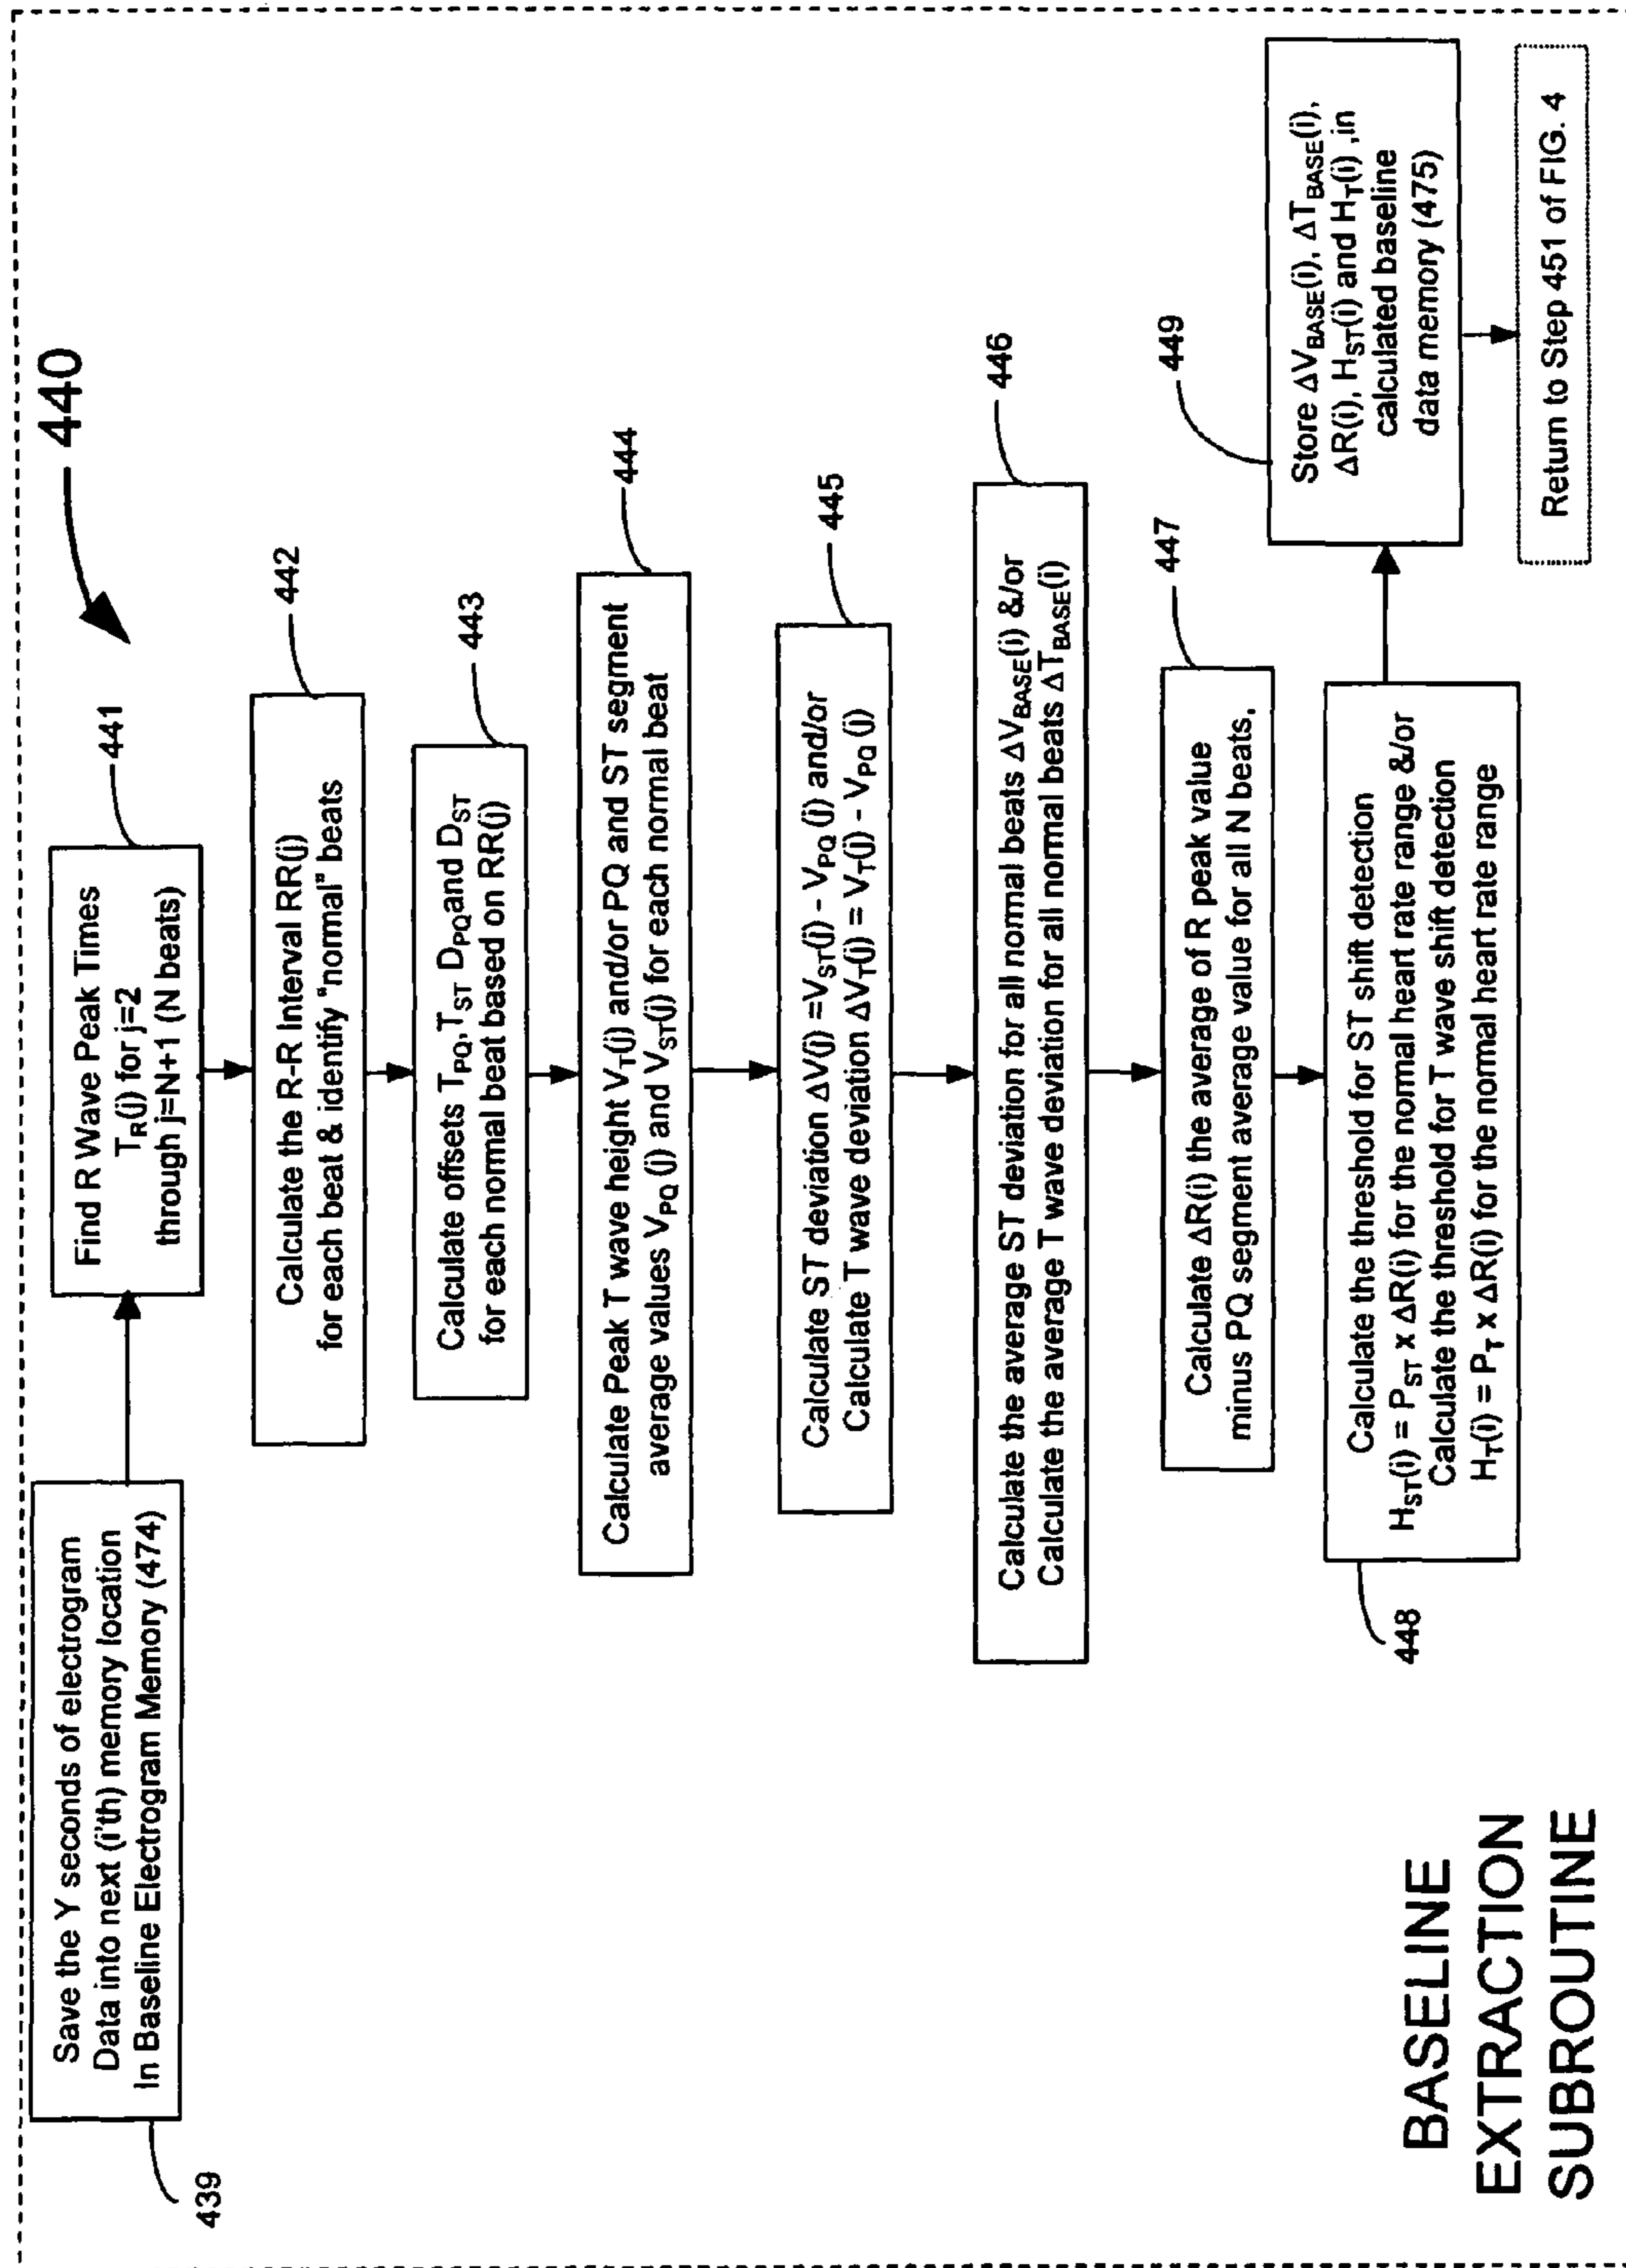 440
Save the Y seconds of electrogram
Data into next (i'th) memory location
In Baseline Electrogram Memory (474)
439
Find R Wave Peak Times
T_R(j) for j=2
through j=N+1 (N beats)
441
Calculate the R-R Interval RR(j)
for each beat & identify "normal" beats
442
Calculate offsets T_PQ, T_ST D_PQ and D_ST
for each normal beat based on RR(j)
443
Calculate Peak T wave height V_T(j) and/or PQ and ST segment
average values V_PQ (j) and V_ST(j) for each normal beat
444
Calculate ST deviation ΔV(j) =V_ST(j) - V_PQ (j) and/or
Calculate T wave deviation ΔV_T(j) = V_T(j) - V_PQ (j)
445
Calculate the average ST deviation for all normal beats ΔV_BASE(i) &/or
Calculate the average T wave deviation for all normal beats ΔT_BASE(i)
446
Calculate ΔR(i) the average of R peak value
minus PQ segment average value for all N beats,
447
Calculate the threshold for ST shift detection
H_ST(i) = P_ST x ΔR(i) for the normal heart rate range &/or
Calculate the threshold for T wave shift detection
H_T(i) = P_T x ΔR(i) for the normal heart rate range
448
Store ΔV_BASE(i), ΔT_BASE(i),
ΔR(i), H_ST(i) and H_T(i) ,in
calculated baseline
data memory (475)
449
Return to Step 451 of FIG. 4
BASELINE
EXTRACTION
SUBROUTINE